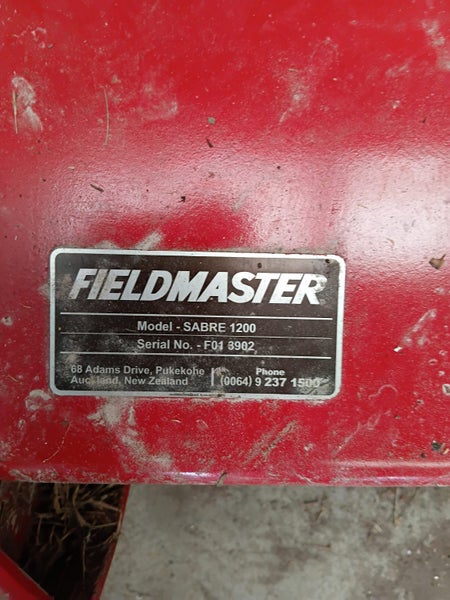 FIELDMASTER
Model - SABRE 1200
Serial No. - F01 8902
68 Adams Drive, Pukekohe
Auckland, New Zealand
Phone
(0064) 9 237 1500